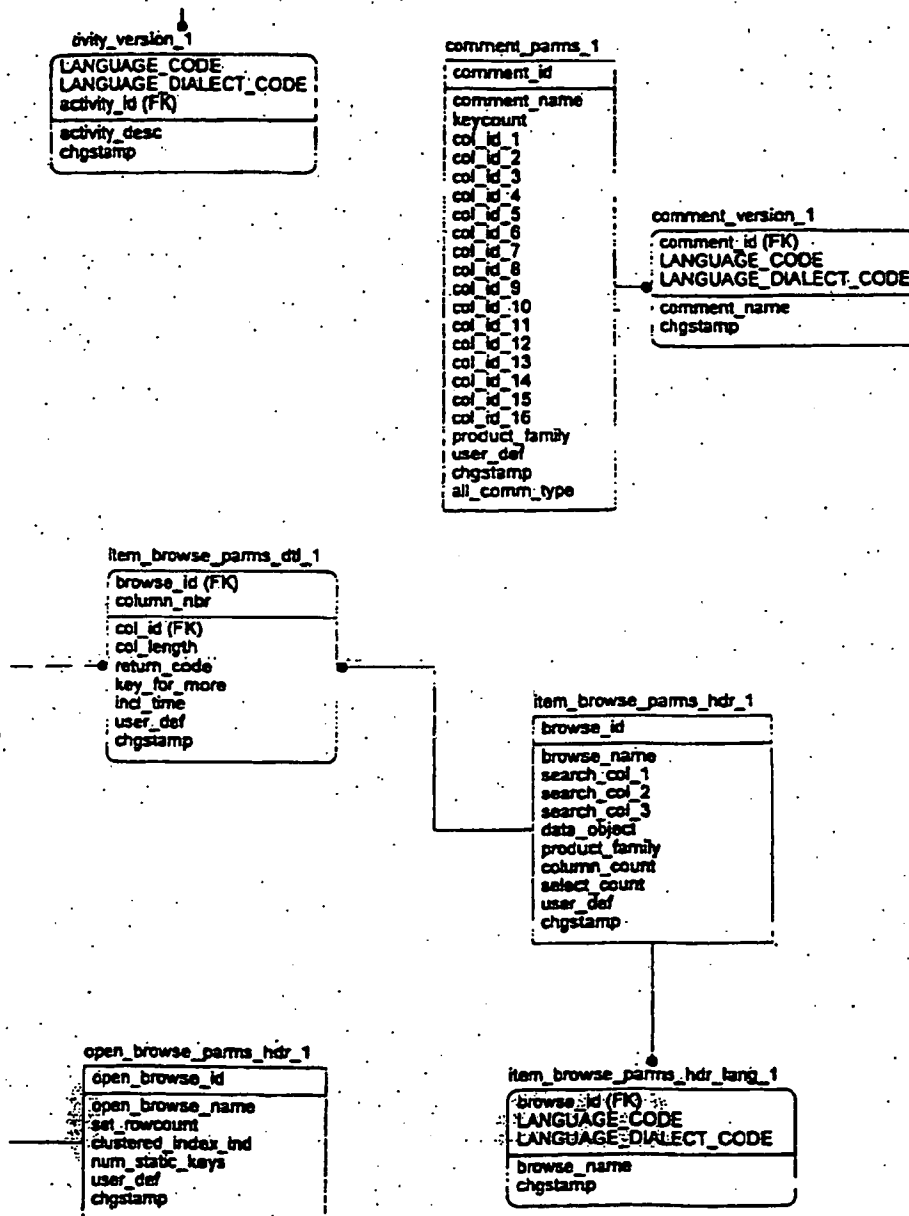 tivity_version_1
LANGUAGE_CODE
LANGUAGE_DIALECT_CODE
activity_id (FK)
activity_desc
chgstamp
comment_parms_1
comment_id
comment_name
keycount
col_id_1
col_id_2
col_id_3
col_id_4
col_id_5
col_id_6
col_id_7
col_id_8
col_id_9
col_id_10
col_id_11
col_id_12
col_id_13
col_id_14
col_id_15
col_id_16
product_family
user_def
chgstamp
all_comm_type
comment_version_1
comment_id (FK)
LANGUAGE_CODE
LANGUAGE_DIALECT_CODE
comment_name
chgstamp
item_browse_parms_dtl_1
browse_id (FK)
column_nbr
col_id (FK)
col_length
return_code
key_for_more
incl_time
user_def
chgstamp
item_browse_parms_hdr_1
browse_id
browse_name
search_col_1
search_col_2
search_col_3
data_object
product_family
column_count
select_count
user_def
chgstamp
open_browse_parms_hdr_1
open_browse_id
open_browse_name
set_rowcount
clustered_index_ind
num_static_keys
user_def
chgstamp
item_browse_parms_hdr_lang_1
browse_id (FK)
LANGUAGE_CODE
LANGUAGE_DIALECT_CODE
browse_name
chgstamp